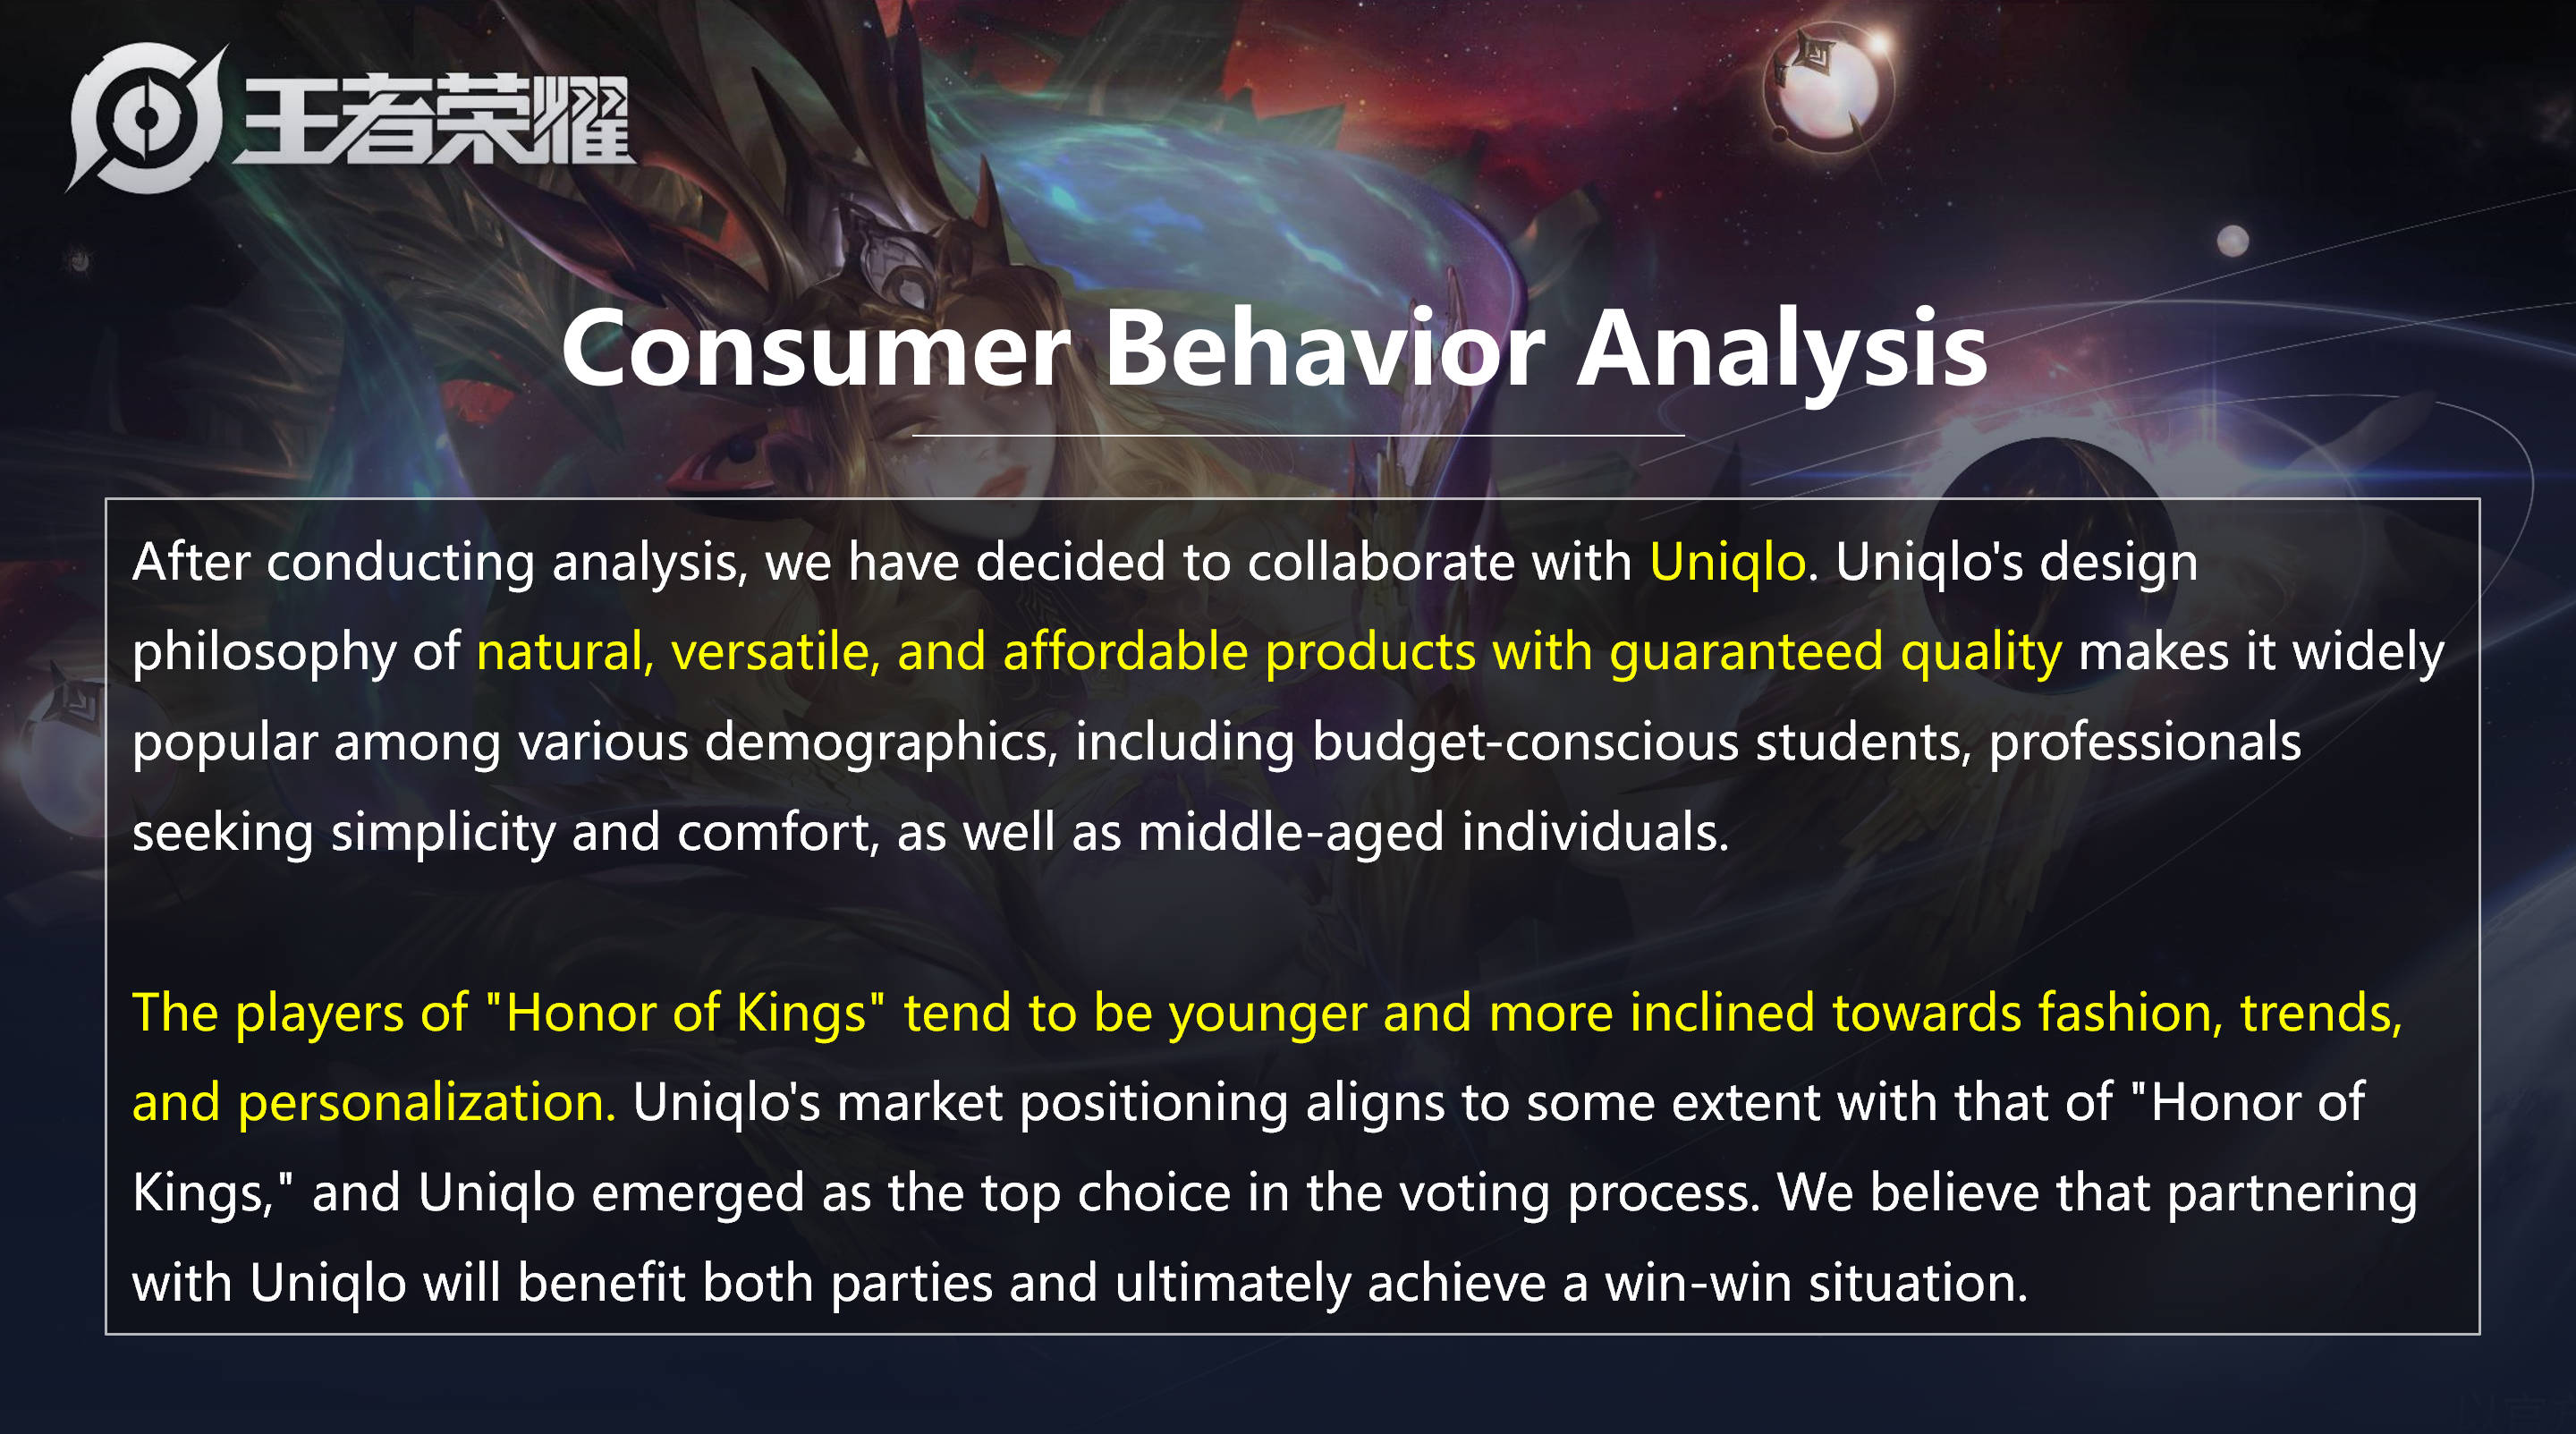 王者荣耀
Consumer Behavior Analysis
After conducting analysis, we have decided to collaborate with Uniqlo. Uniqlo's design
philosophy of natural, versatile, and affordable products with guaranteed quality makes it widely
popular among various demographics, including budget-conscious students, professionals
seeking simplicity and comfort, as well as middle-aged individuals.
The players of "Honor of Kings" tend to be younger and more inclined towards fashion, trends,
and personalization. Uniqlo's market positioning aligns to some extent with that of "Honor of
Kings," and Uniqlo emerged as the top choice in the voting process. We believe that partnering
with Uniqlo will benefit both parties and ultimately achieve a win-win situation.